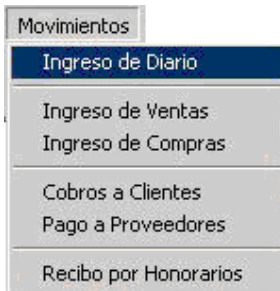 Movimientos
Ingreso de Diario
Ingreso de Ventas
Ingreso de Compras
Cobros a Clientes
Pago a Proveedores
Recibo por Honorarios